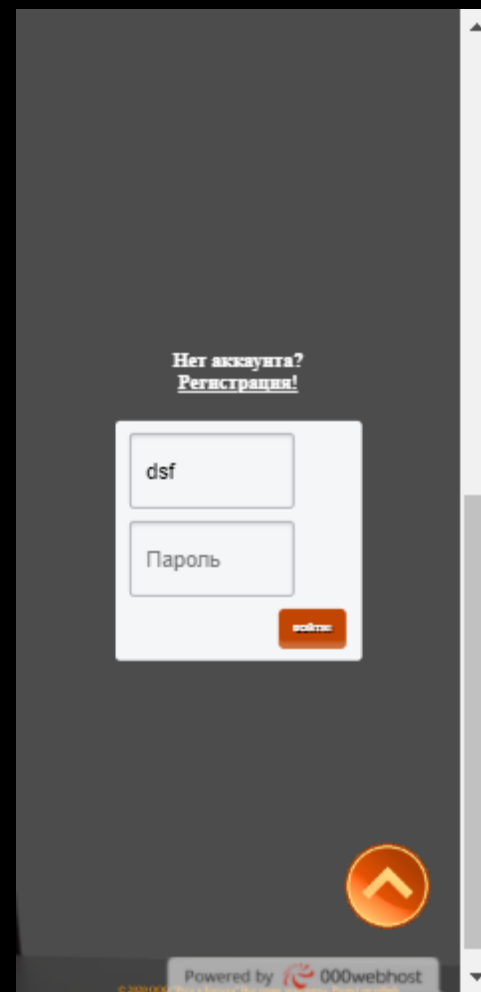 Нет аккаунта?
Регистрация!
dsf
Пароль
войти
Powered by 000webhost